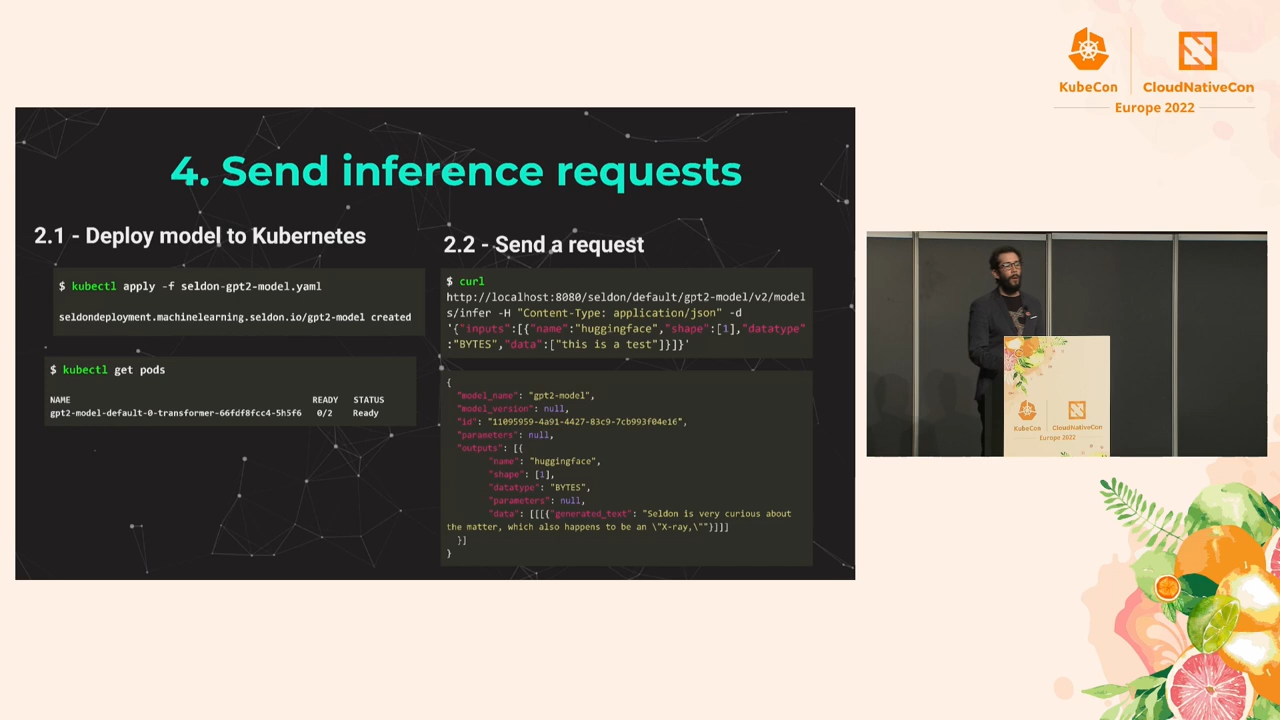 KubeCon
CloudNativeCon
Europe 2022
4. Send inference requests
2.1 - Deploy model to Kubernetes
$ kubectl apply -f seldon-gpt2-model.yaml
seldondeployment.machinelearning.seldon.io/gpt2-model created
$ kubectl get pods
NAME READY STATUS
gpt2-model-default-0-transformer-66fdf8fcc4-5h5f6 0/2 Ready
2.2 - Send a request
$ curl
http://localhost:8080/seldon/default/gpt2-model/v2/model
s/infer -H "Content-Type: application/json" -d
'{"inputs":[{"name":"huggingface","shape":[1],"datatype"
:"BYTES","data":["this is a test"]}]}'
{
"model_name": "gpt2-model",
"model_version": null,
"id": "11095959-4a91-4427-83c9-7cb993f04e16",
"parameters": null,
"outputs": [{
"name": "huggingface",
"shape": [1],
"datatype": "BYTES",
"parameters": null,
"data": [[[{"generated_text": "Seldon is very curious about
the matter, which also happens to be an \"X-ray,\""}]]]
}]
}
KubeCon
CloudNativeCon
Europe 2022